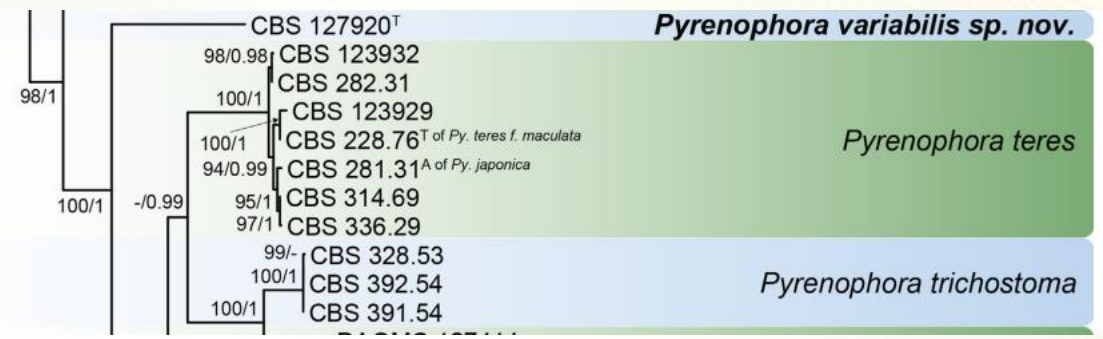 CBS 127920T Pyrenophora variabilis sp. nov.
98/0.98 CBS 123932
CBS 282.31
98/1
100/1
CBS 123929
100/1 CBS 228.76T of Py. teres f. maculata Pyrenophora teres
94/0.99 CBS 281.31A of Py. japonica
100/1 -/0.99 95/1 CBS 314.69
97/1 CBS 336.29
99/- CBS 328.53
100/1 CBS 392.54 Pyrenophora trichostoma
100/1 CBS 391.54